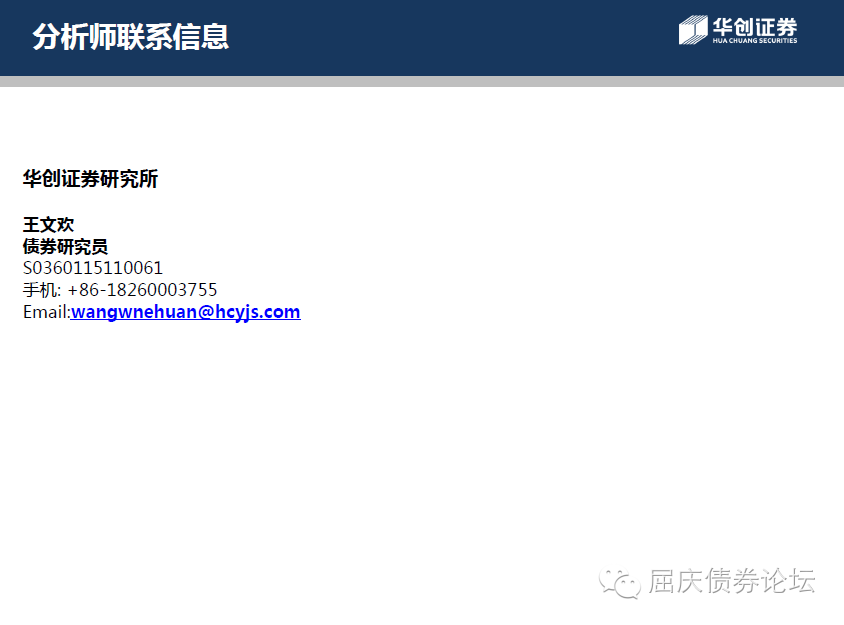 分析师联系信息
华创证券
HUA CHUANG SECURITIES
华创证券研究所
王文欢
债券研究员
S0360115110061
手机: +86-18260003755
Email:wangwnehuan@hcyjs.com
屈庆债券论坛